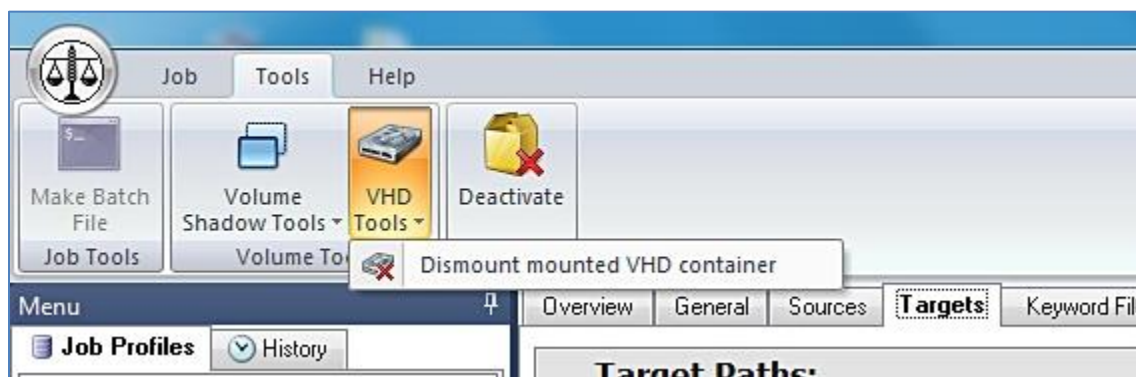 Job Tools Help
$_
Make Batch
File
Volume
Shadow Tools
VHD
Tools
Deactivate
Job Tools
Volume To
Dismount mounted VHD container
Menu
Overview General Sources Targets Keyword Fil
Job Profiles History
Target Paths: